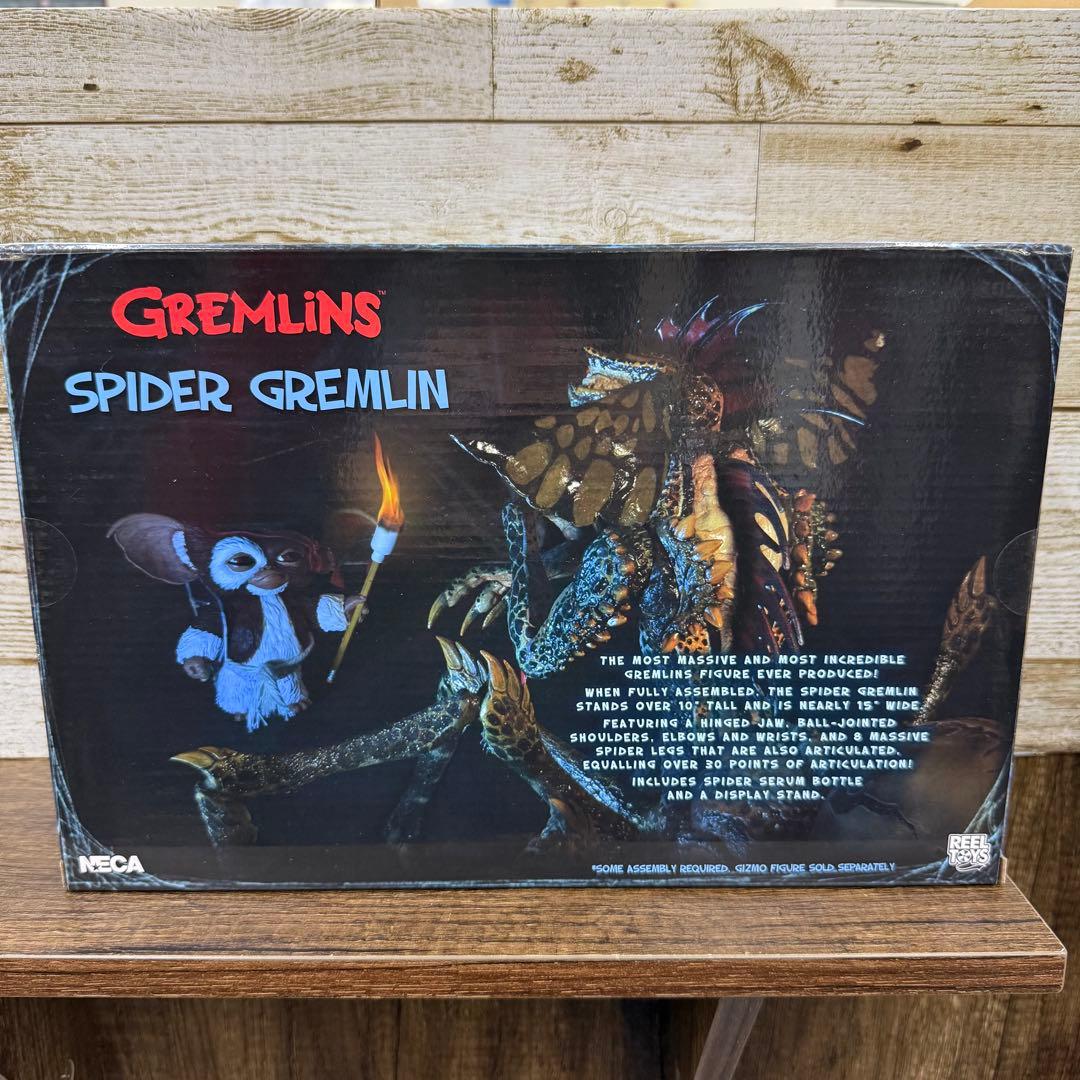 GREMLiNS™
SPIDER GREMLIN
THE MOST MASSIVE AND MOST INCREDIBLE
GREMLINS FIGURE EVER PRODUCED!
WHEN FULLY ASSEMBLED, THE SPIDER GREMLIN
STANDS OVER 10" TALL AND IS NEARLY 15" WIDE.
FEATURING A HINGED JAW, BALL-JOINTED
SHOULDERS, ELBOWS AND WRISTS, AND 8 MASSIVE
SPIDER LEGS THAT ARE ALSO ARTICULATED,
EQUALLING OVER 30 POINTS OF ARTICULATION!
INCLUDES SPIDER SERUM BOTTLE
AND A DISPLAY STAND.
NECA
*SOME ASSEMBLY REQUIRED. GIZMO FIGURE SOLD SEPARATELY
REEL
TOYS